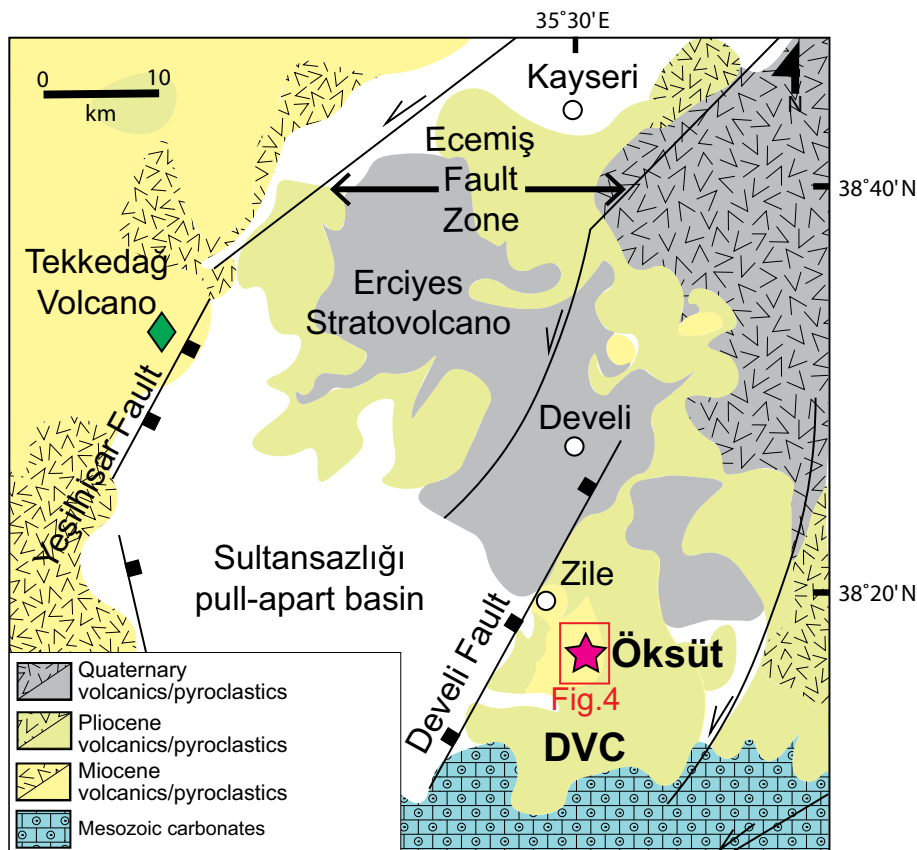 35˚30' E
0 10
km
N
Kayseri
Ecemiş
Fault
Zone
38˚40' N
Tekkedağ
Volcano
Erciyes
Stratovolcano
Yeşilhisar Fault
Develi
Sultansazlığı
pull-apart basin
Zile
38˚20' N
Develi Fault
Öksüt
Fig.4
DVC
Quaternary
volcanics/pyroclastics
Pliocene
volcanics/pyroclastics
Miocene
volcanics/pyroclastics
Mesozoic carbonates